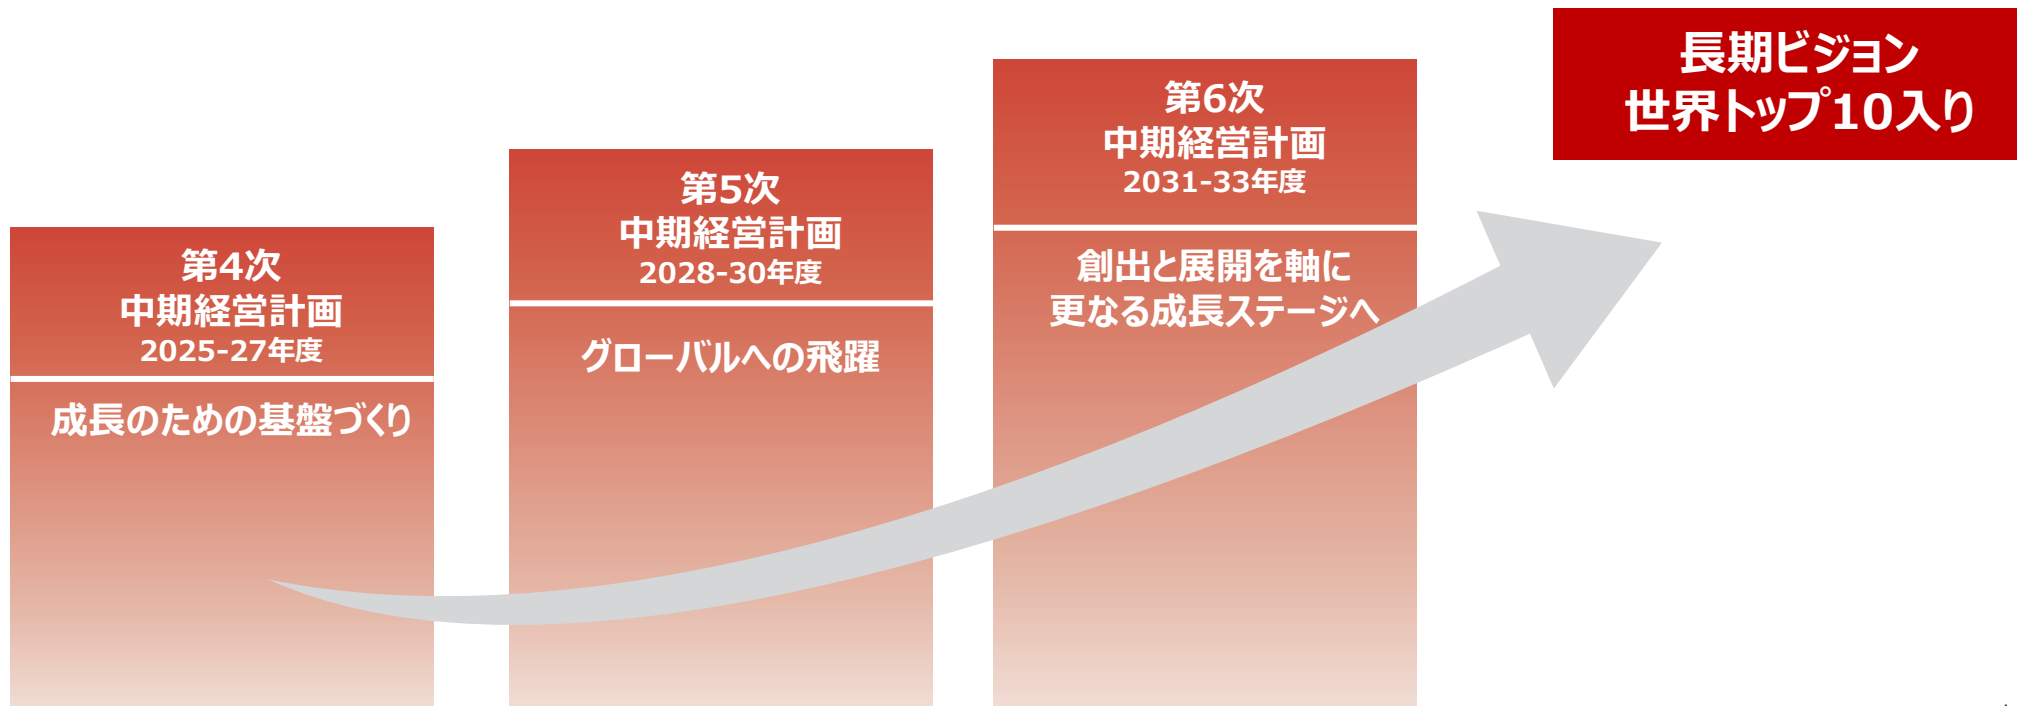 第4次
中期経営計画
2025-27年度
成長のための基盤づくり
第5次
中期経営計画
2028-30年度
グローバルへの飛躍
第6次
中期経営計画
2031-33年度
創出と展開を軸に
更なる成長ステージへ
長期ビジョン
世界トップ10入り